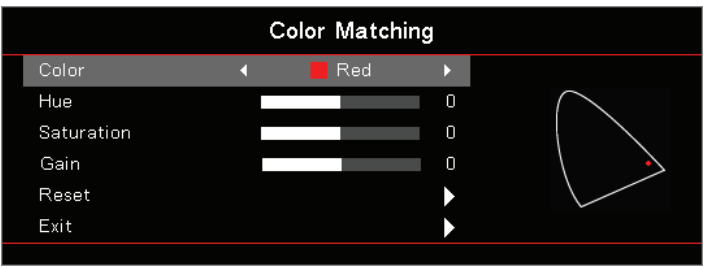 Color Matching
Color Red
Hue 0
Saturation 0
Gain 0
Reset
Exit